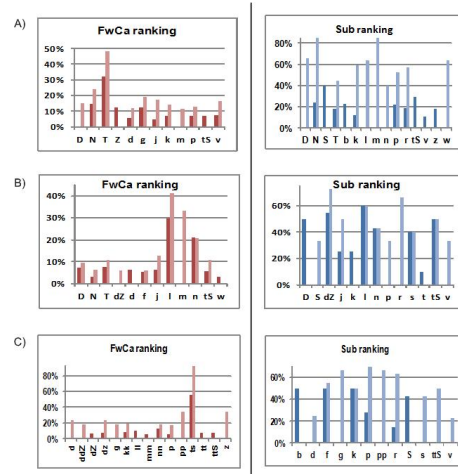 A)
FwCa ranking
50%
40%
30%
20%
10%
0%
D N T Z d g j k m p tS v
Sub ranking
80%
60%
40%
20%
0%
D N S T b k l m n p r tS v z w
B)
FwCa ranking
40%
30%
20%
10%
0%
D N T dZ d f j l m n tS w
Sub ranking
60%
40%
20%
0%
D S dZ j k l n p r s t ttS v
C)
FwCa ranking
80%
60%
40%
20%
0%
d ddZ dZ dz g kk ll mm nn p pp ts tt ttS z
Sub ranking
60%
40%
20%
0%
b d f g k p pp r S s ttS v